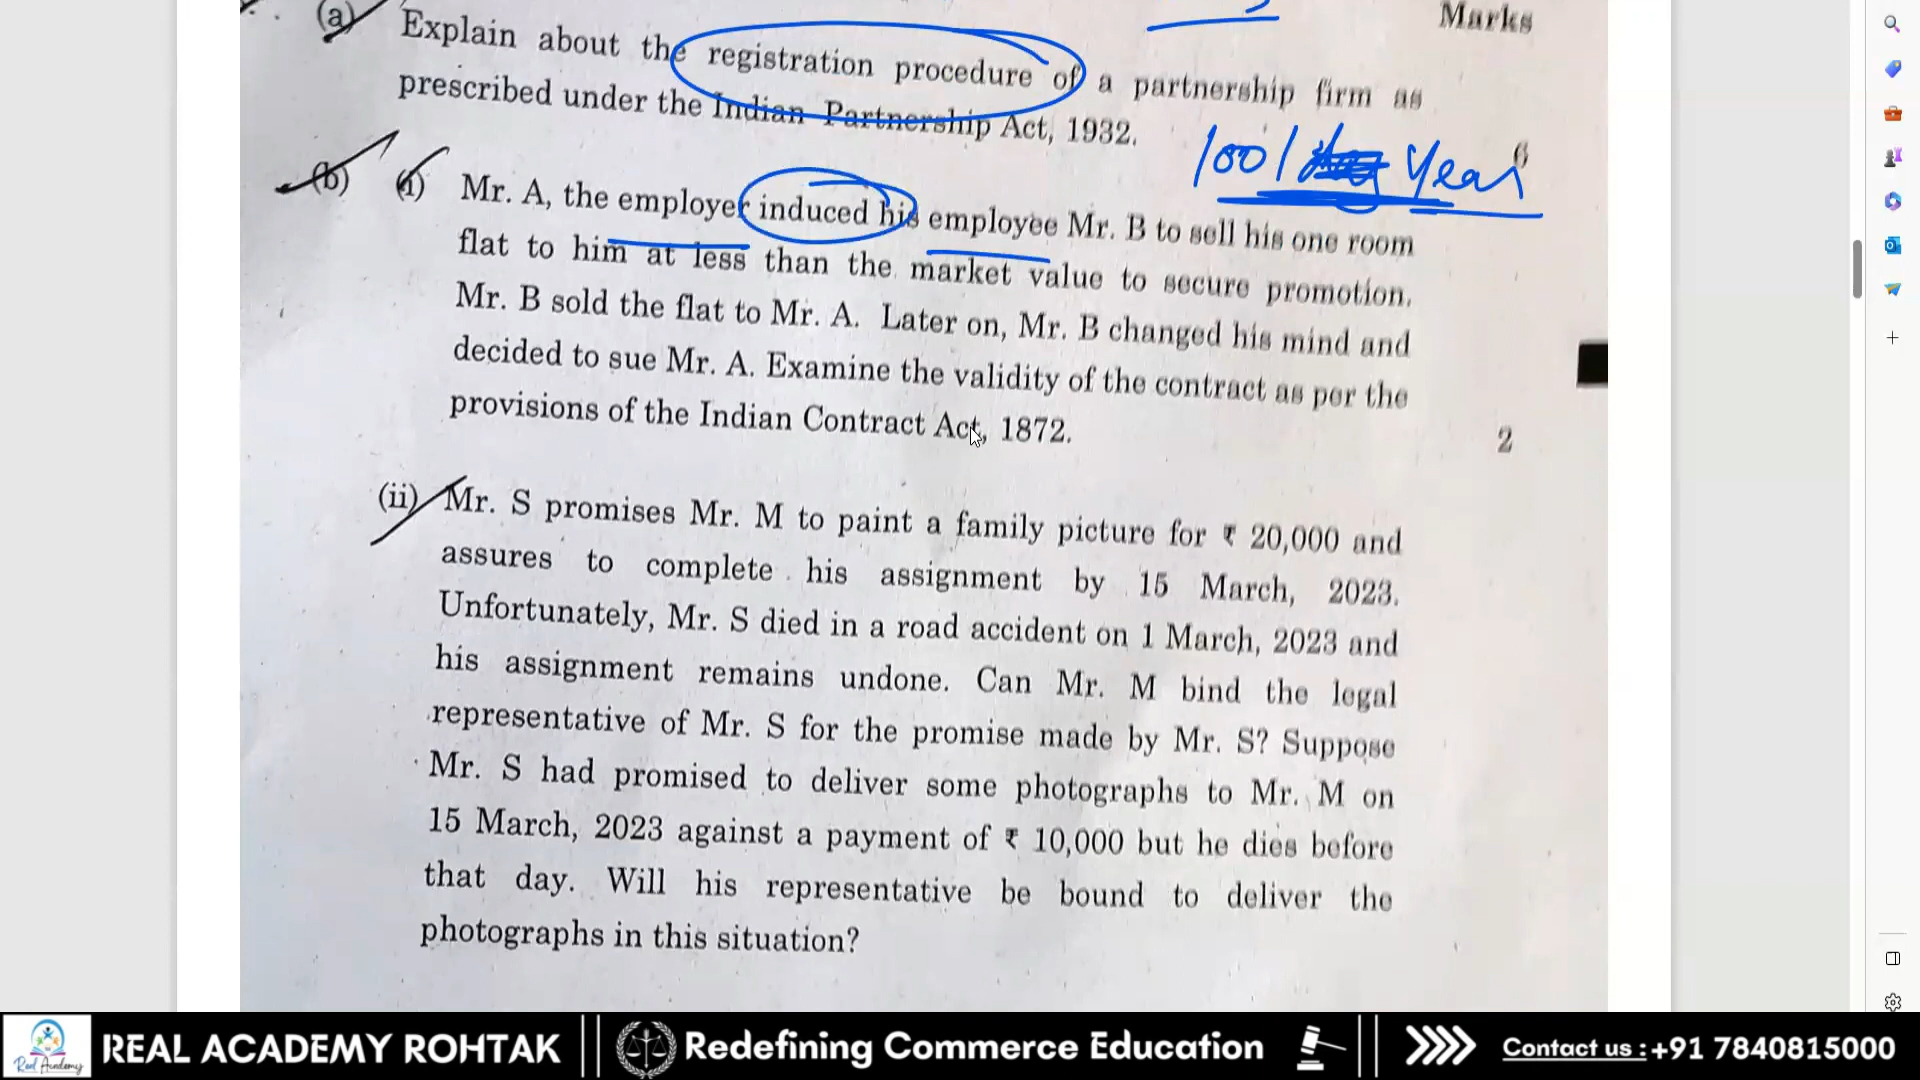 Marks
(a) Explain about the registration procedure of a partnership firm as
prescribed under the Indian Partnership Act, 1932.
6
100/ Year
(b) (i) Mr. A, the employer induced his employee Mr. B to sell his one room
flat to him at less than the market value to secure promotion.
Mr. B sold the flat to Mr. A. Later on, Mr. B changed his mind and
decided to sue Mr. A. Examine the validity of the contract as per the
provisions of the Indian Contract Act, 1872.
2
(ii) Mr. S promises Mr. M to paint a family picture for ₹ 20,000 and
assures to complete his assignment by 15 March, 2023.
Unfortunately, Mr. S died in a road accident on 1 March, 2023 and
his assignment remains undone. Can Mr. M bind the legal
representative of Mr. S for the promise made by Mr. S? Suppose
Mr. S had promised to deliver some photographs to Mr. M on
15 March, 2023 against a payment of ₹ 10,000 but he dies before
that day. Will his representative be bound to deliver the
photographs in this situation?
Real Academy
REAL ACADEMY ROHTAK
Redefining Commerce Education
Contact us : +91 7840815000